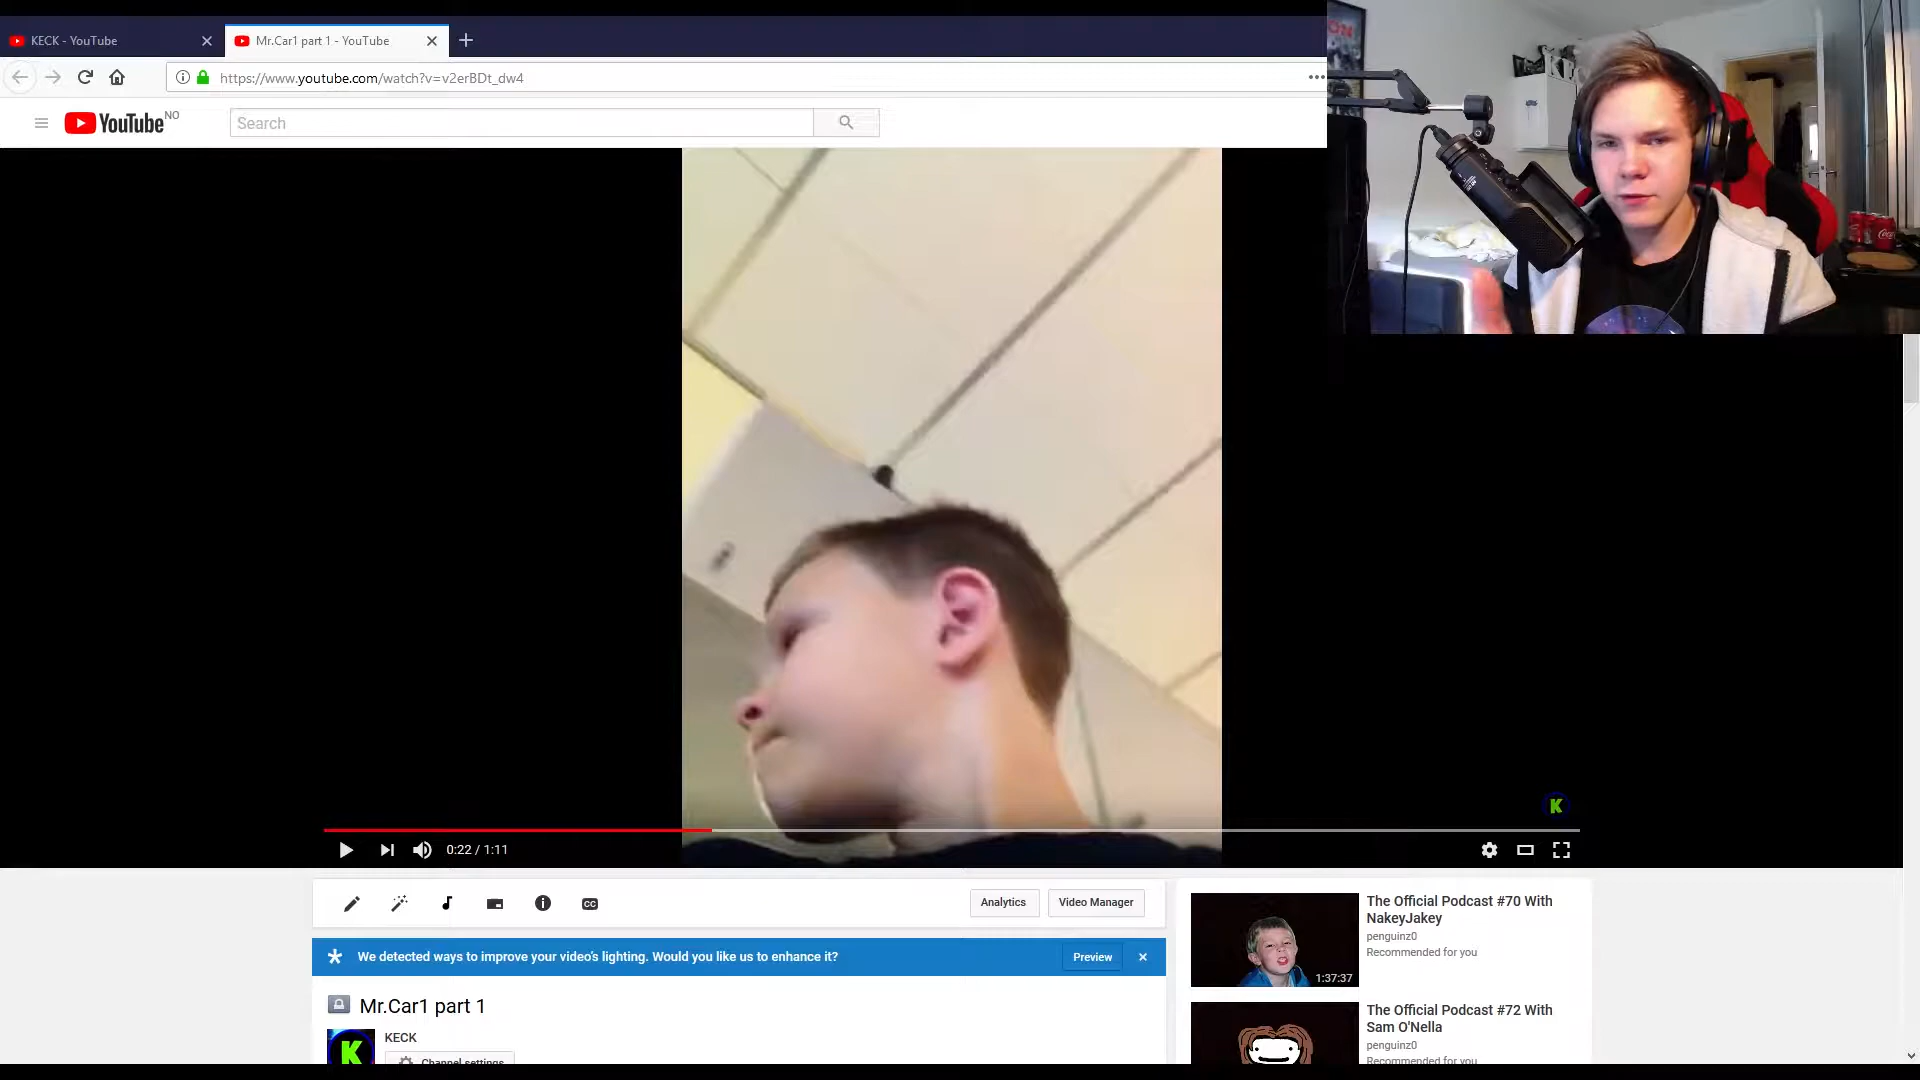 KECK - YouTube
Mr.Car1 part 1 - YouTube
https://www.youtube.com/watch?v=v2erBDt_dw4
YouTube NO
Search
K
0:22 / 1:11
CC
Analytics
Video Manager
We detected ways to improve your video's lighting. Would you like us to enhance it?
Preview
Mr.Car1 part 1
K
KECK
Channel settings
The Official Podcast #70 With
NakeyJakey
penguinz0
Recommended for you
1:37:37
The Official Podcast #72 With
Sam O'Nella
penguinz0
Recommended for you